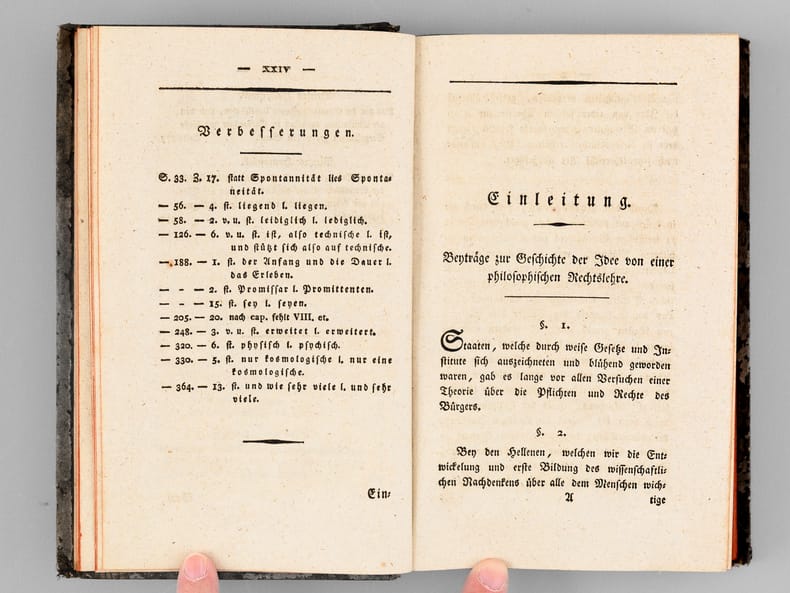 — XXIV —
Verbesserungen.
S. 33. Z. 17. statt Spontannität lies Sponta-
neität.
— 56. — 4. st. liegend l. liegen.
— 58. — 2. v. u. st. leidiglich l. lediglich.
— 126. — 6. v. u. st. ist, also technische l. ist,
und stützt sich also auf technische.
— 188. — 1. st. der Anfang und die Dauer l.
das Erleben.
— - — 2. st. Promissar l. Promittenten.
— - — 15. st. sey l. seyen.
— 205. — 20. nach cap. fehlt VIII. et.
— 248. — 3. v. u. st. erweitet l. erweitert.
— 320. — 6. st. physisch l. psychisch.
— 330. — 5. st. nur kosmologische l. nur eine
kosmologische.
— 364. — 13. st. und wie sehr viele l. und sehr
viele.
Ein-
Einleitung.
Beyträge zur Geschichte der Idee von einer
philosophischen Rechtslehre.
§. 1.
Staaten, welche durch weise Gesetze und In-
stitute sich auszeichneten und blühend geworden
waren, gab es lange vor allen Versuchen einer
Theorie über die Pflichten und Rechte des
Bürgers.
§. 2.
Bey den Hellenen, welchen wir die Ent-
wickelung und erste Bildung des wissenschaftli-
chen Nachdenkens über alle dem Menschen wich-
A tige